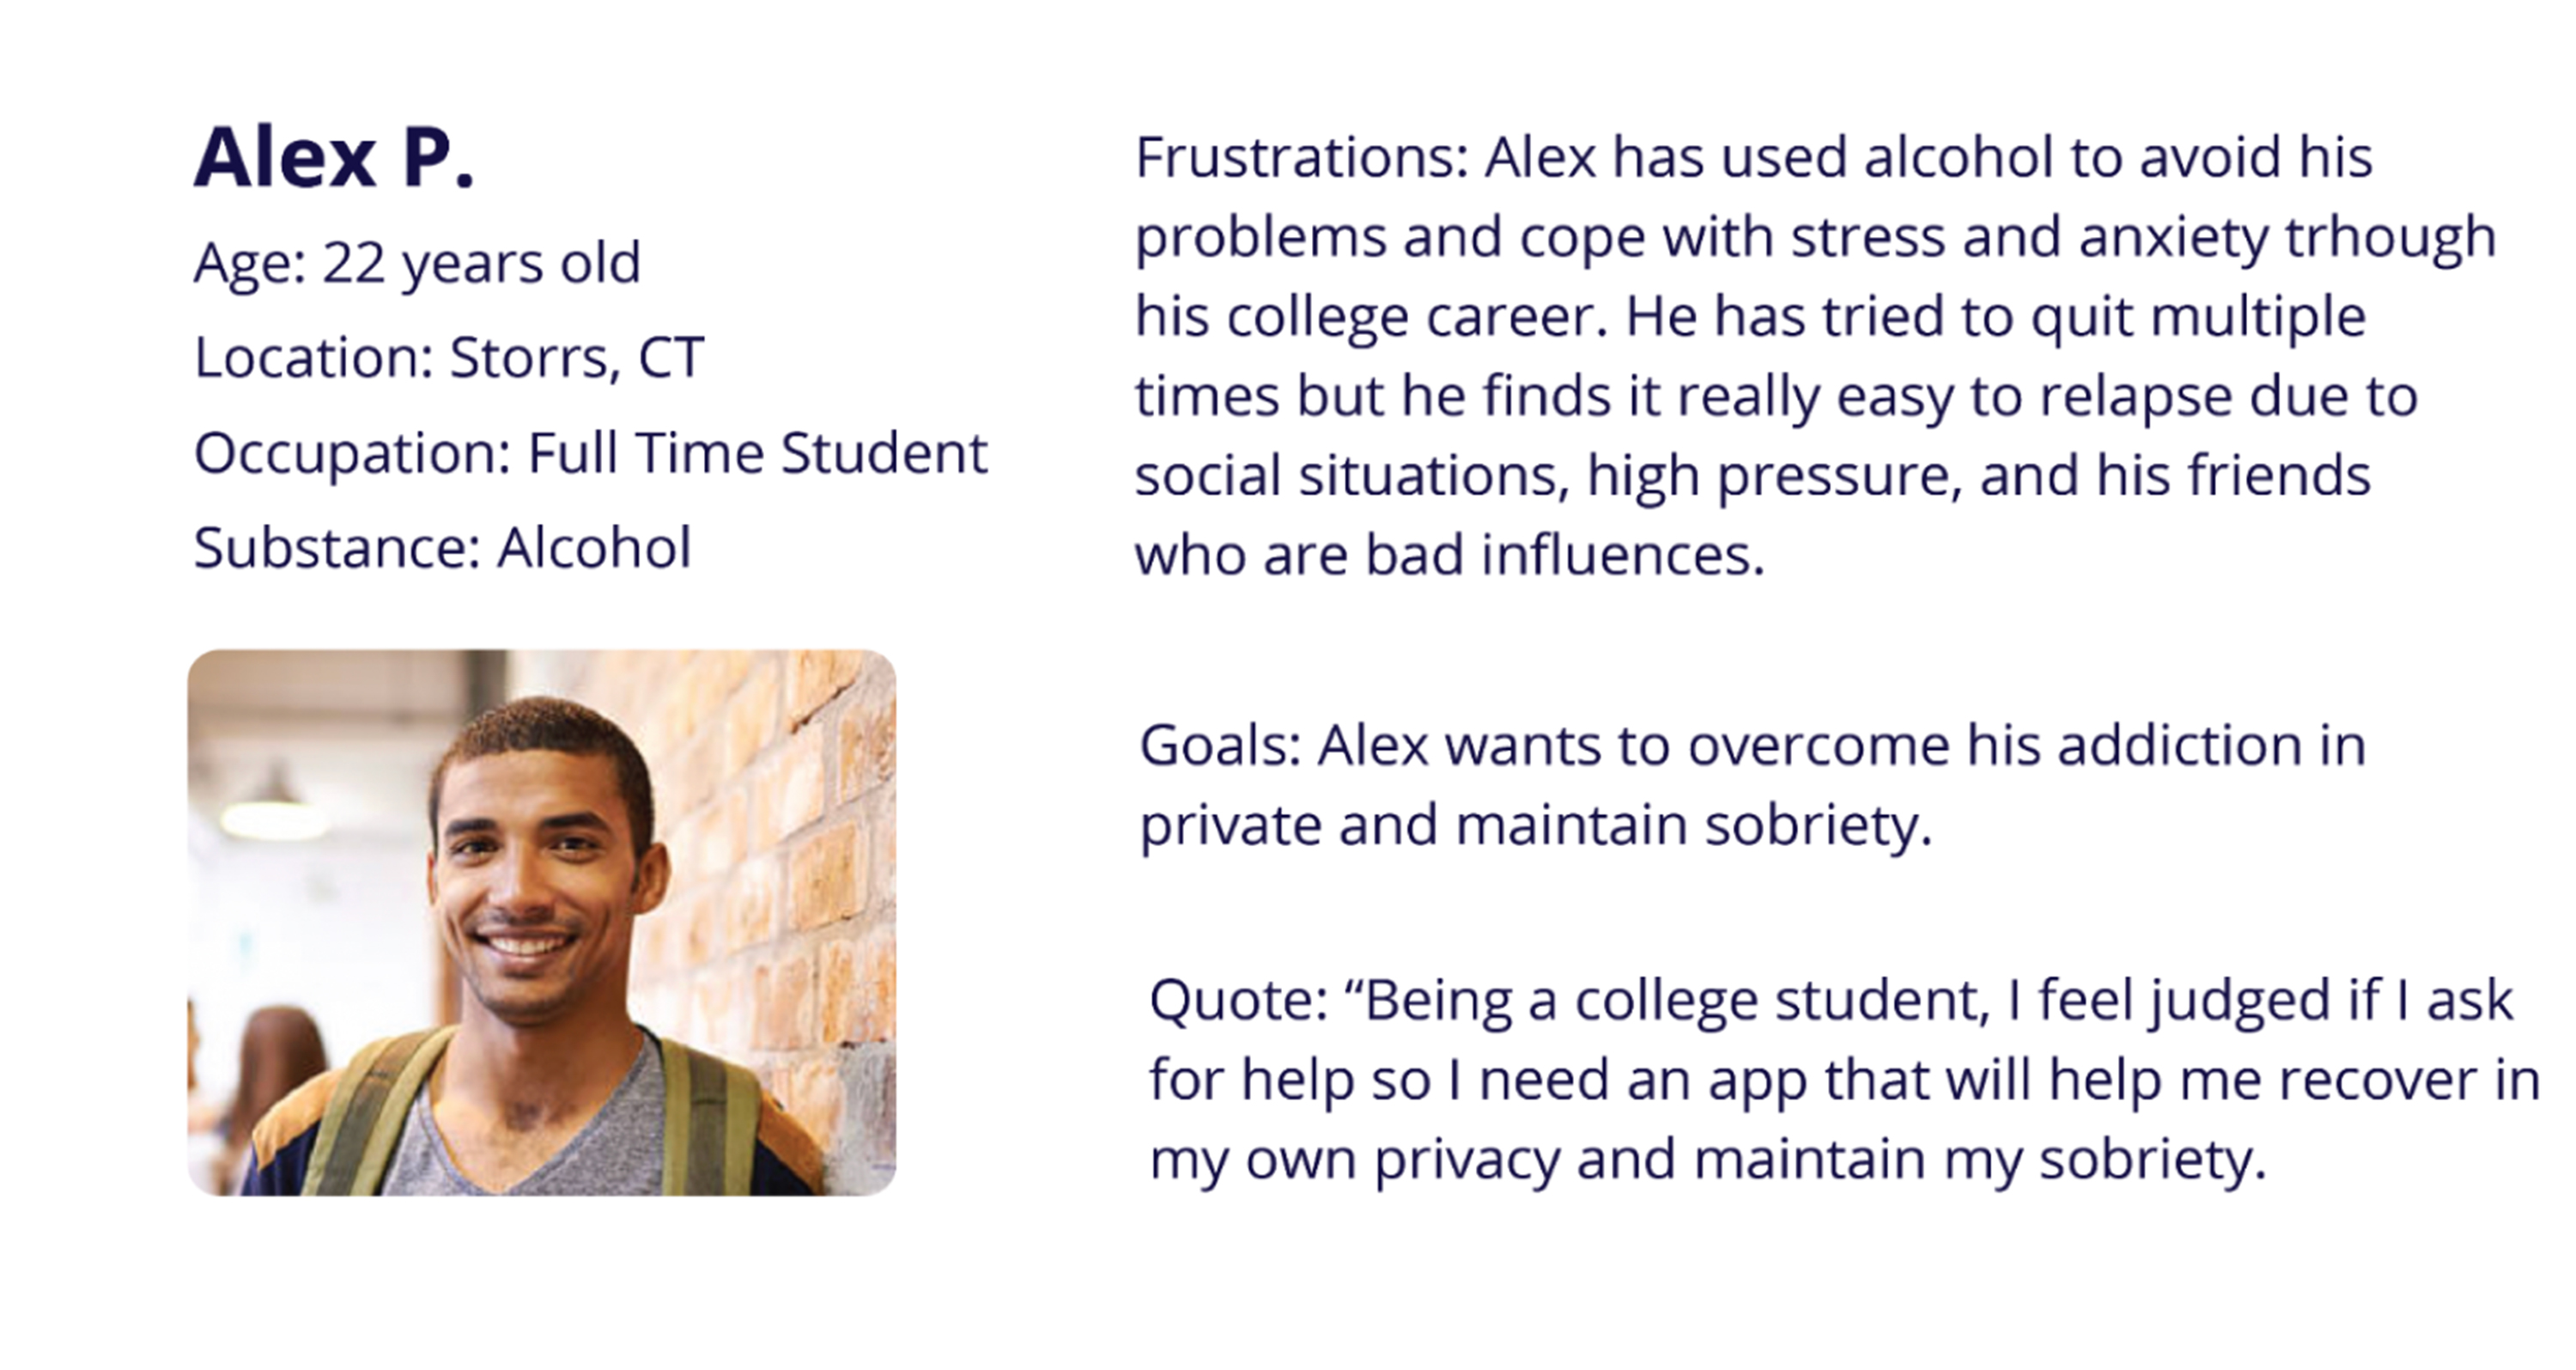 Alex P.
Age: 22 years old
Location: Storrs, CT
Occupation: Full Time Student
Substance: Alcohol
Frustrations: Alex has used alcohol to avoid his
problems and cope with stress and anxiety trhough
his college career. He has tried to quit multiple
times but he finds it really easy to relapse due to
social situations, high pressure, and his friends
who are bad influences.
Goals: Alex wants to overcome his addiction in
private and maintain sobriety.
Quote: “Being a college student, I feel judged if I ask
for help so I need an app that will help me recover in
my own privacy and maintain my sobriety.